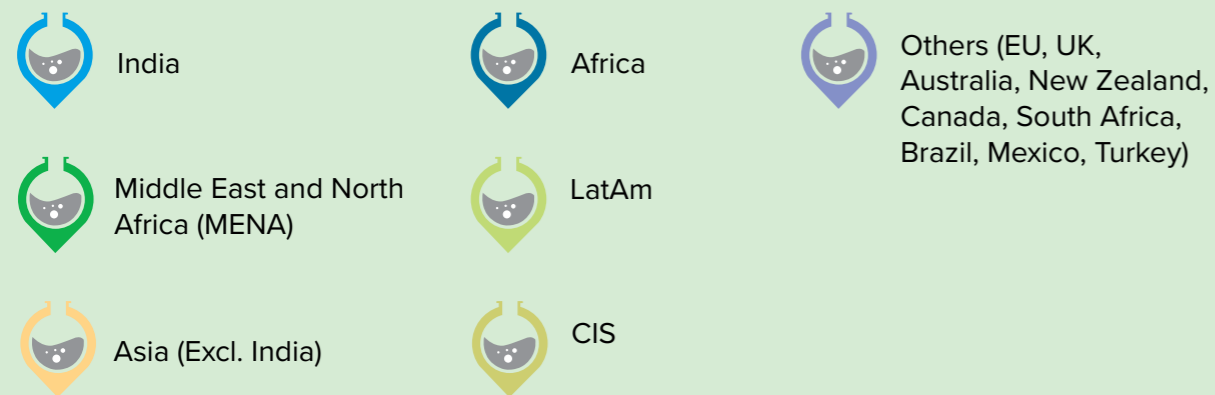 India
Africa
Others (EU, UK,
Australia, New Zealand,
Canada, South Africa,
Brazil, Mexico, Turkey)
Middle East and North
Africa (MENA)
LatAm
Asia (Excl. India)
CIS